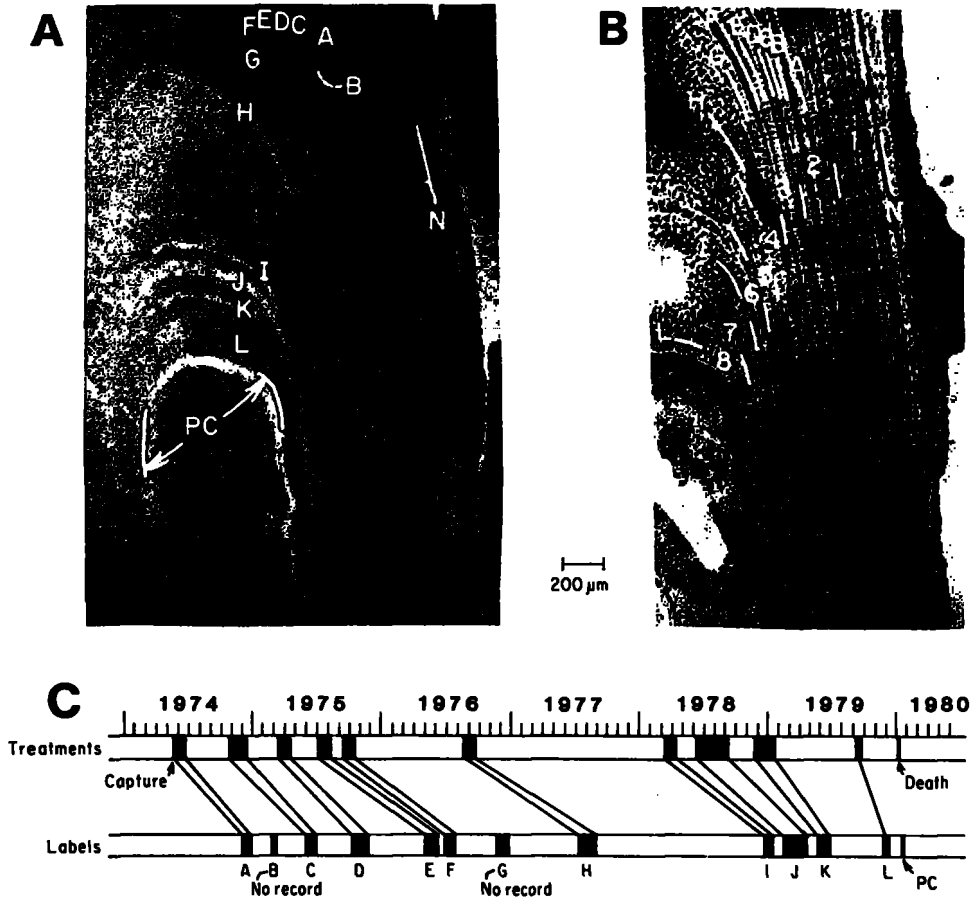 A
F E D C A
G
B
H
N
I
J
K
L
PC
B
H
2
N
4
6
7
8
200 µm
C
1974 1975 1976 1977 1978 1979 1980
Treatments
Capture
Death
Labels
A B C D E F G H I J K L PC
No record
No record